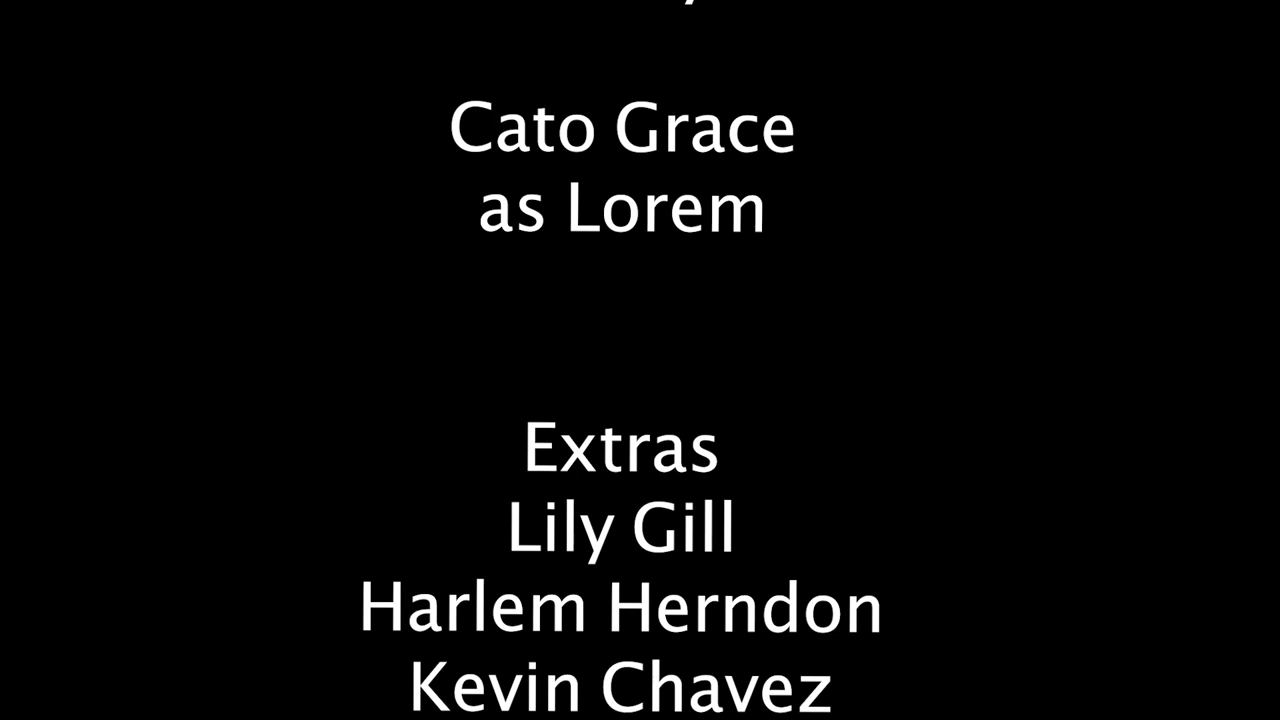 Cato Grace
as Lorem
Extras
Lily Gill
Harlem Herndon
Kevin Chavez